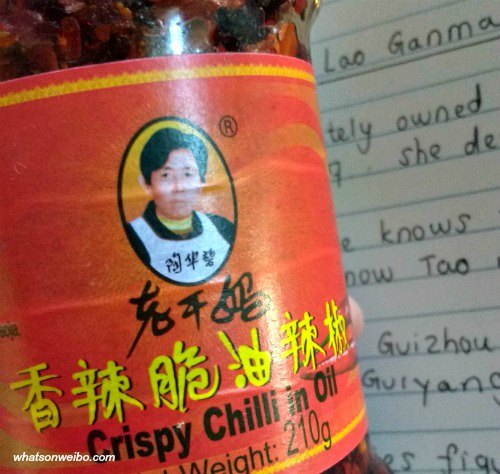 ®
陶华碧
老干妈
香辣脆油辣椒
Crispy Chilli in Oil
Weight: 210g
Lao Ganma
tely owned
she de
knows
now Tao
Guizhou
Guiyang
es fig
whatsonweibo.com